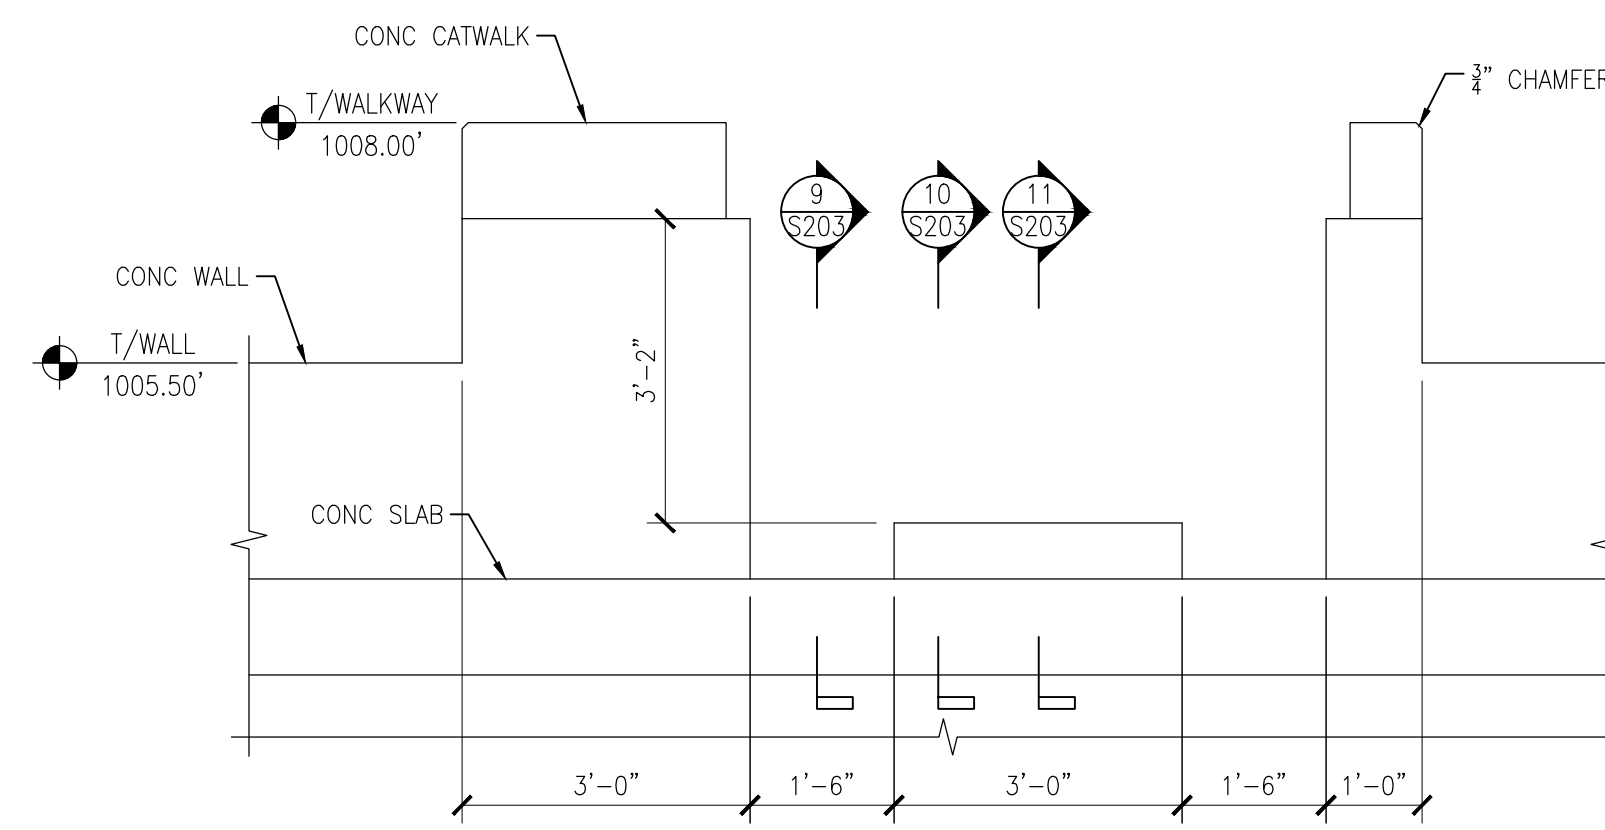 CONC CATWALK
¾" CHAMFER
T/WALKWAY
1008.00'
9
S203
10
S203
11
S203
CONC WALL
T/WALL
1005.50'
3'-2"
CONC SLAB
3'-0"
1'-6"
3'-0"
1'-6"
1'-0"